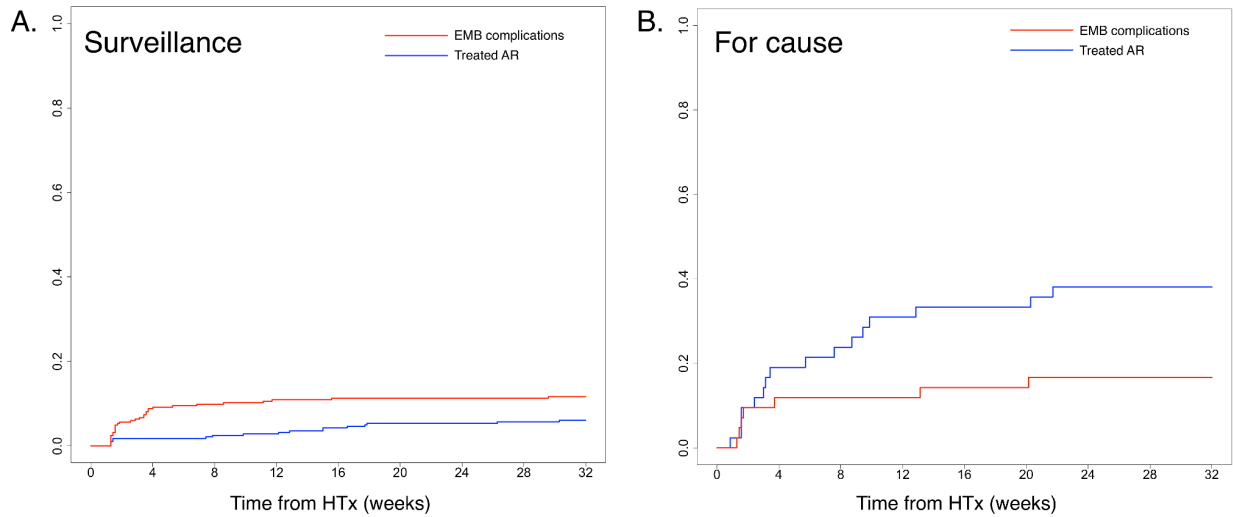 A.
Surveillance
EMB complications
Treated AR
1.0
0.8
0.6
0.4
0.2
0.0
0 4 8 12 16 20 24 28 32
Time from HTx (weeks)
B.
For cause
EMB complications
Treated AR
1.0
0.8
0.6
0.4
0.2
0.0
0 4 8 12 16 20 24 28 32
Time from HTx (weeks)